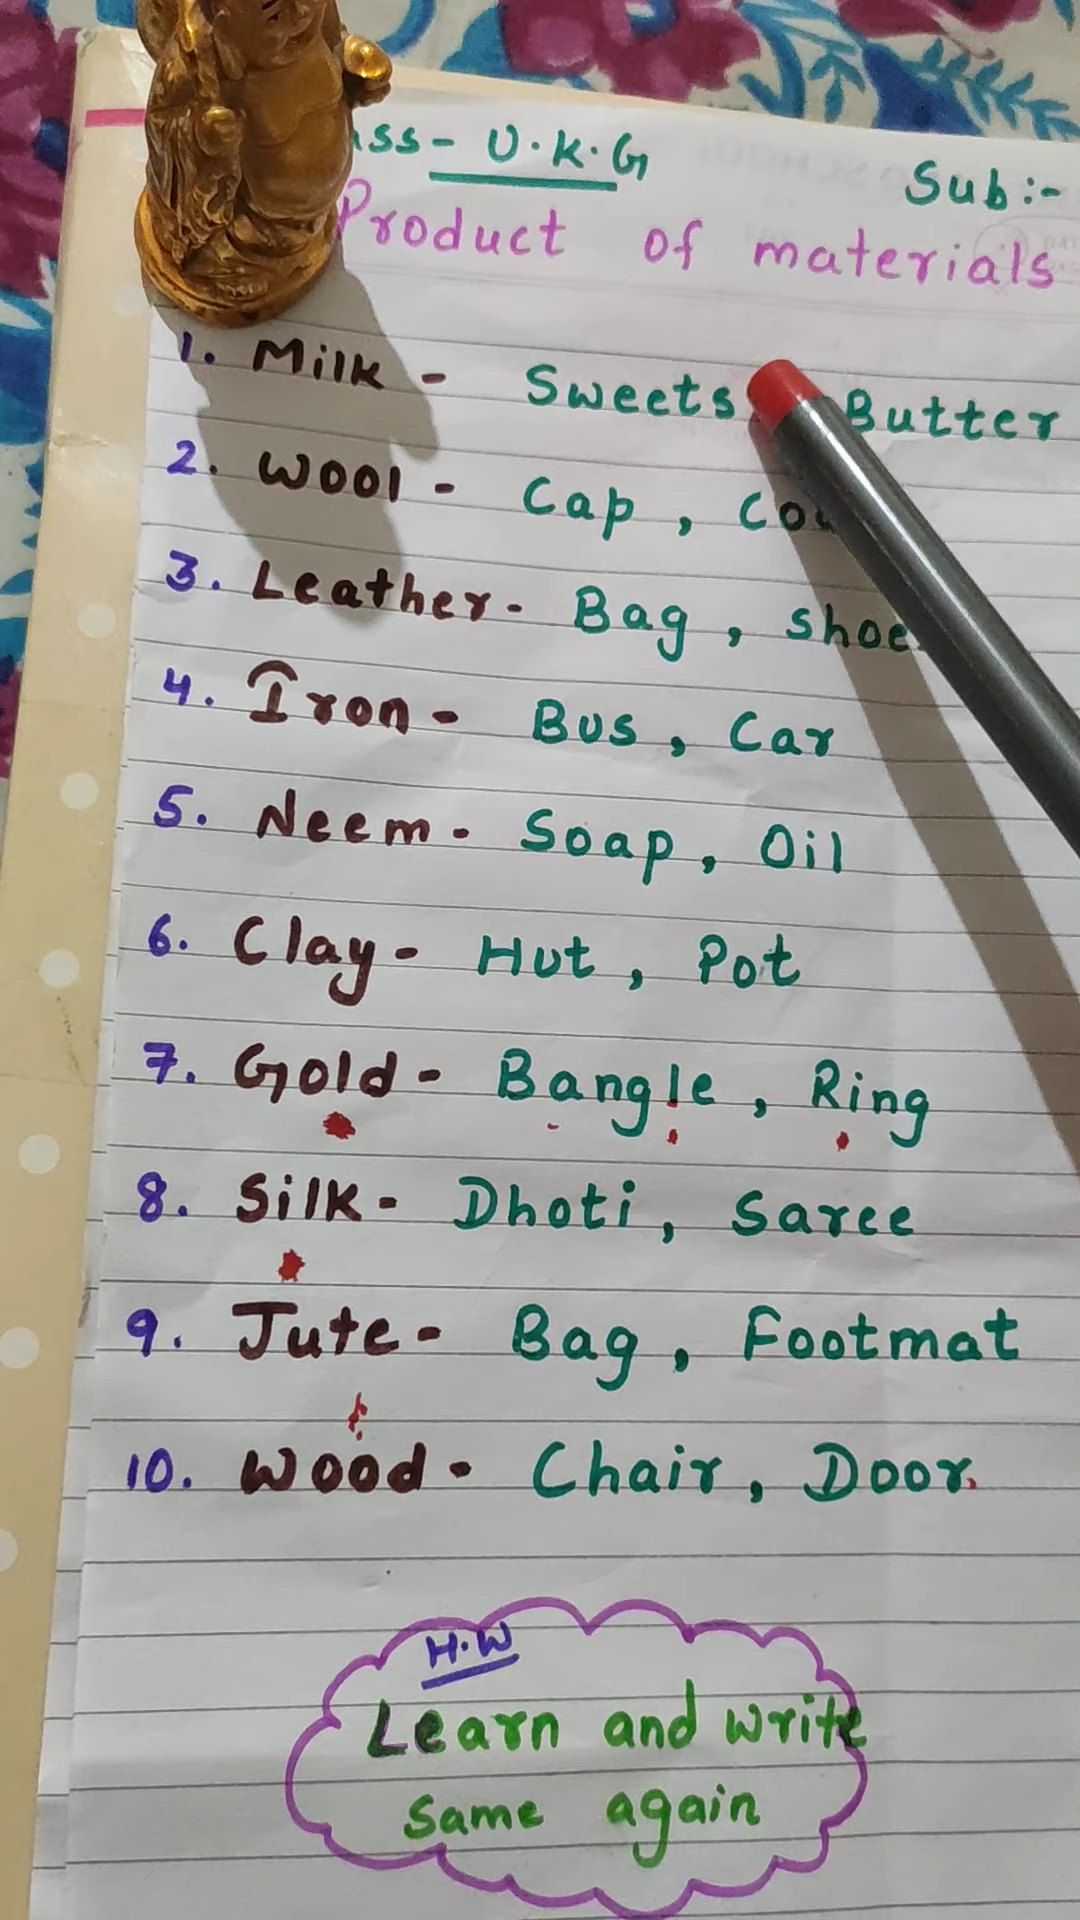 U.K.G
Sub:-
Product of materials
1. Milk - Sweets Butter
2. Wool - Cap,
3. Leather - Bag,
4. Iron - Bus, Car
5. Neem - Soap, Oil
6. Clay - Hut, Pot
7. Gold - Bangle, Ring
8. Silk - Dhoti, Saree
9. Jute - Bag, Footmat
10. Wood - Chair, Door.
H.W
Learn and write
same again